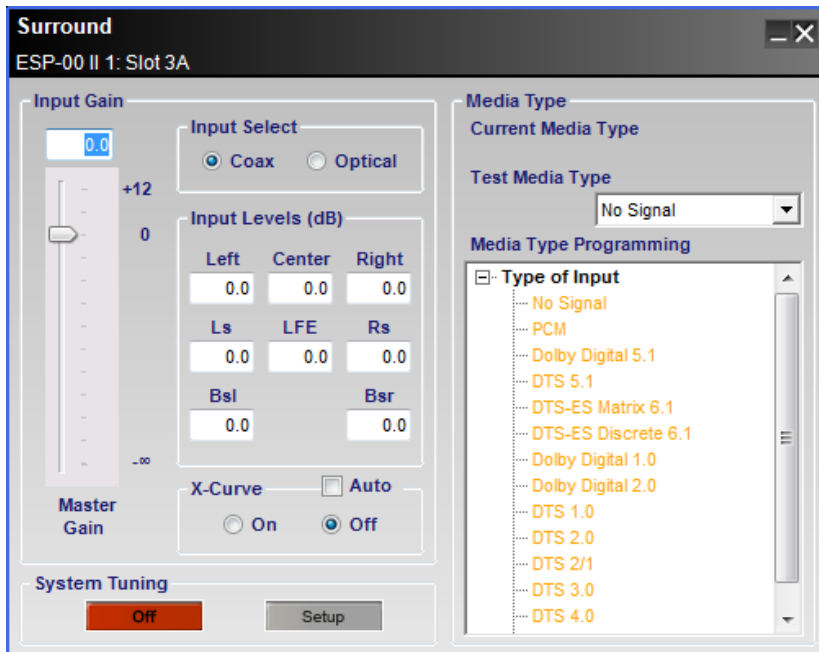 Surround
ESP-00 II 1: Slot 3A
Input Gain
0.0
+12
0
-∞
Master
Gain
Input Select
Coax Optical
Input Levels (dB)
Left Center Right
0.0 0.0 0.0
Ls LFE Rs
0.0 0.0 0.0
Bsl Bsr
0.0 0.0
X-Curve Auto
On Off
System Tuning
Off Setup
Media Type
Current Media Type
Test Media Type
No Signal
Media Type Programming
Type of Input
No Signal
PCM
Dolby Digital 5.1
DTS 5.1
DTS-ES Matrix 6.1
DTS-ES Discrete 6.1
Dolby Digital 1.0
Dolby Digital 2.0
DTS 1.0
DTS 2.0
DTS 2/1
DTS 3.0
DTS 4.0